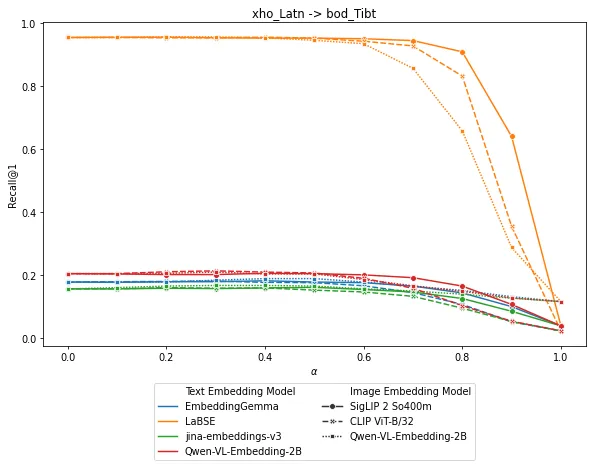 xho_Latn -> bod_Tibt
1.0
0.8
0.6
0.4
0.2
0.0
Recall@1
0.0 0.2 0.4 0.6 0.8 1.0
α
Text Embedding Model Image Embedding Model
EmbeddingGemma SigLIP 2 So400m
LaBSE CLIP ViT-B/32
jina-embeddings-v3 Qwen-VL-Embedding-2B
Qwen-VL-Embedding-2B